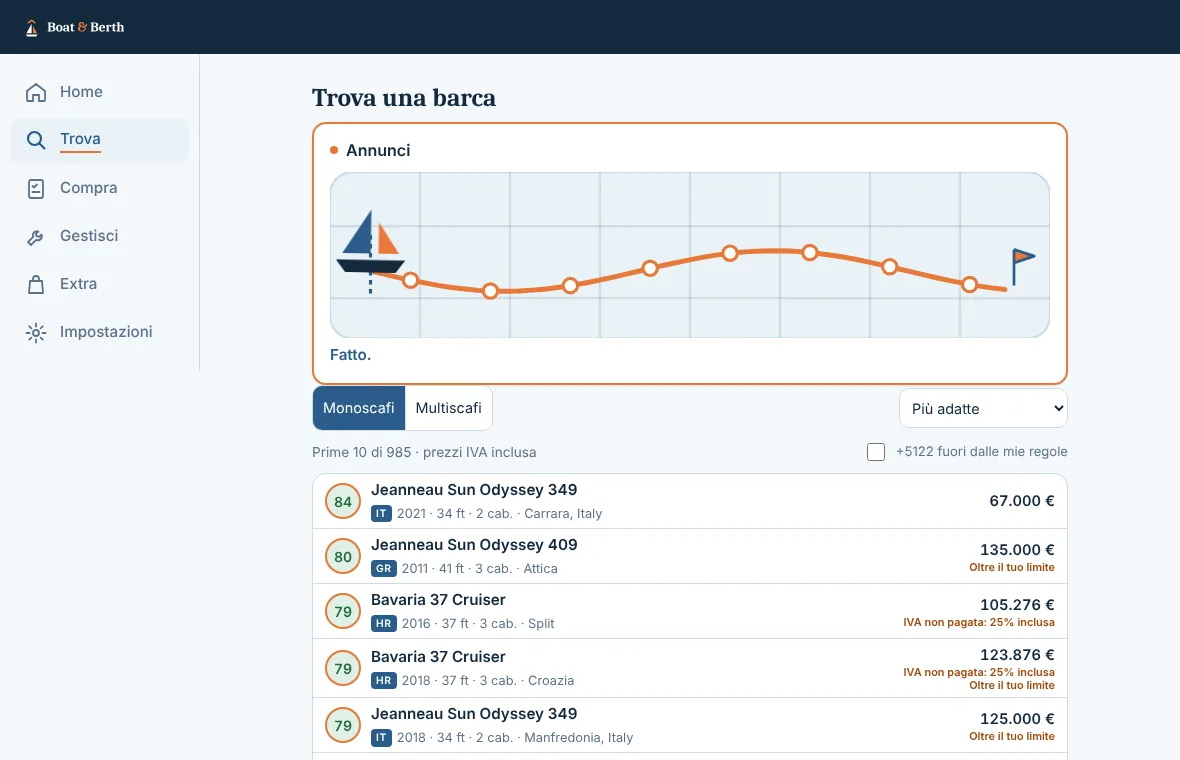 Boat & Berth
Home
Trova
Compra
Gestisci
Extra
Impostazioni
Trova una barca
Annunci
Fatto.
Monoscafi
Multiscafi
Più adatte
Prime 10 di 985 · prezzi IVA inclusa
+5122 fuori dalle mie regole
84
Jeanneau Sun Odyssey 349
IT 2021 · 34 ft · 2 cab. · Carrara, Italy
67.000 €
80
Jeanneau Sun Odyssey 409
GR 2011 · 41 ft · 3 cab. · Attica
135.000 €
Oltre il tuo limite
79
Bavaria 37 Cruiser
HR 2016 · 37 ft · 3 cab. · Split
105.276 €
IVA non pagata: 25% inclusa
79
Bavaria 37 Cruiser
HR 2018 · 37 ft · 3 cab. · Croazia
123.876 €
IVA non pagata: 25% inclusa
Oltre il tuo limite
79
Jeanneau Sun Odyssey 349
IT 2018 · 34 ft · 2 cab. · Manfredonia, Italy
125.000 €
Oltre il tuo limite